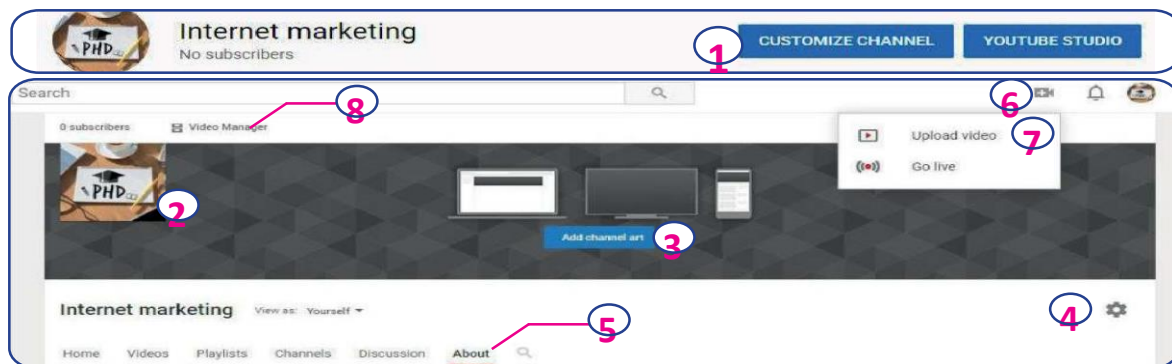 PHD
Internet marketing
No subscribers
1
CUSTOMIZE CHANNEL
YOUTUBE STUDIO
Search
8
6
0 subscribers
Video Manager
Upload video
7
Go live
PHD
2
Add channel art
3
Internet marketing
View as: Yourself
4
5
Home Videos Playlists Channels Discussion About